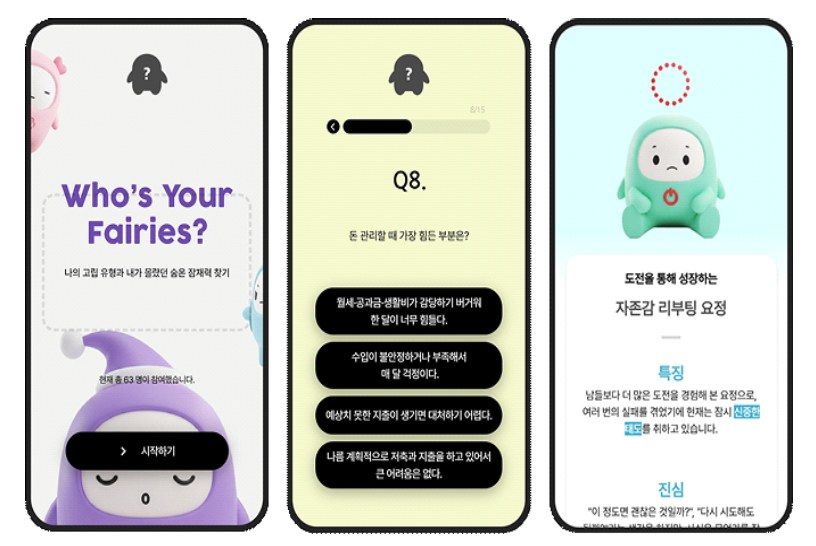 ?
Who's Your
Fairies?
나의 고립 유형과 내가 몰랐던 숨은 잠재력 찾기
현재 총 63 명이 참여했습니다.
시작하기
?
8/15
Q8.
돈 관리할 때 가장 힘든 부분은?
월세·공과금·생활비가 감당하기 버거워
한 달이 너무 힘들다.
수입이 불안정하거나 부족해서
매 달 걱정이다.
예상치 못한 지출이 생기면 대처하기 어렵다.
나름 계획적으로 저축과 지출을 하고 있어서
큰 어려움은 없다.
도전을 통해 성장하는
자존감 리부팅 요정
특징
남들보다 더 많은 도전을 경험해 본 요정으로,
여러 번의 실패를 겪었기에 현재는 잠시 신중한
태도를 취하고 있습니다.
진심
"이 정도면 괜찮은 것일까?", "다시 시도해도